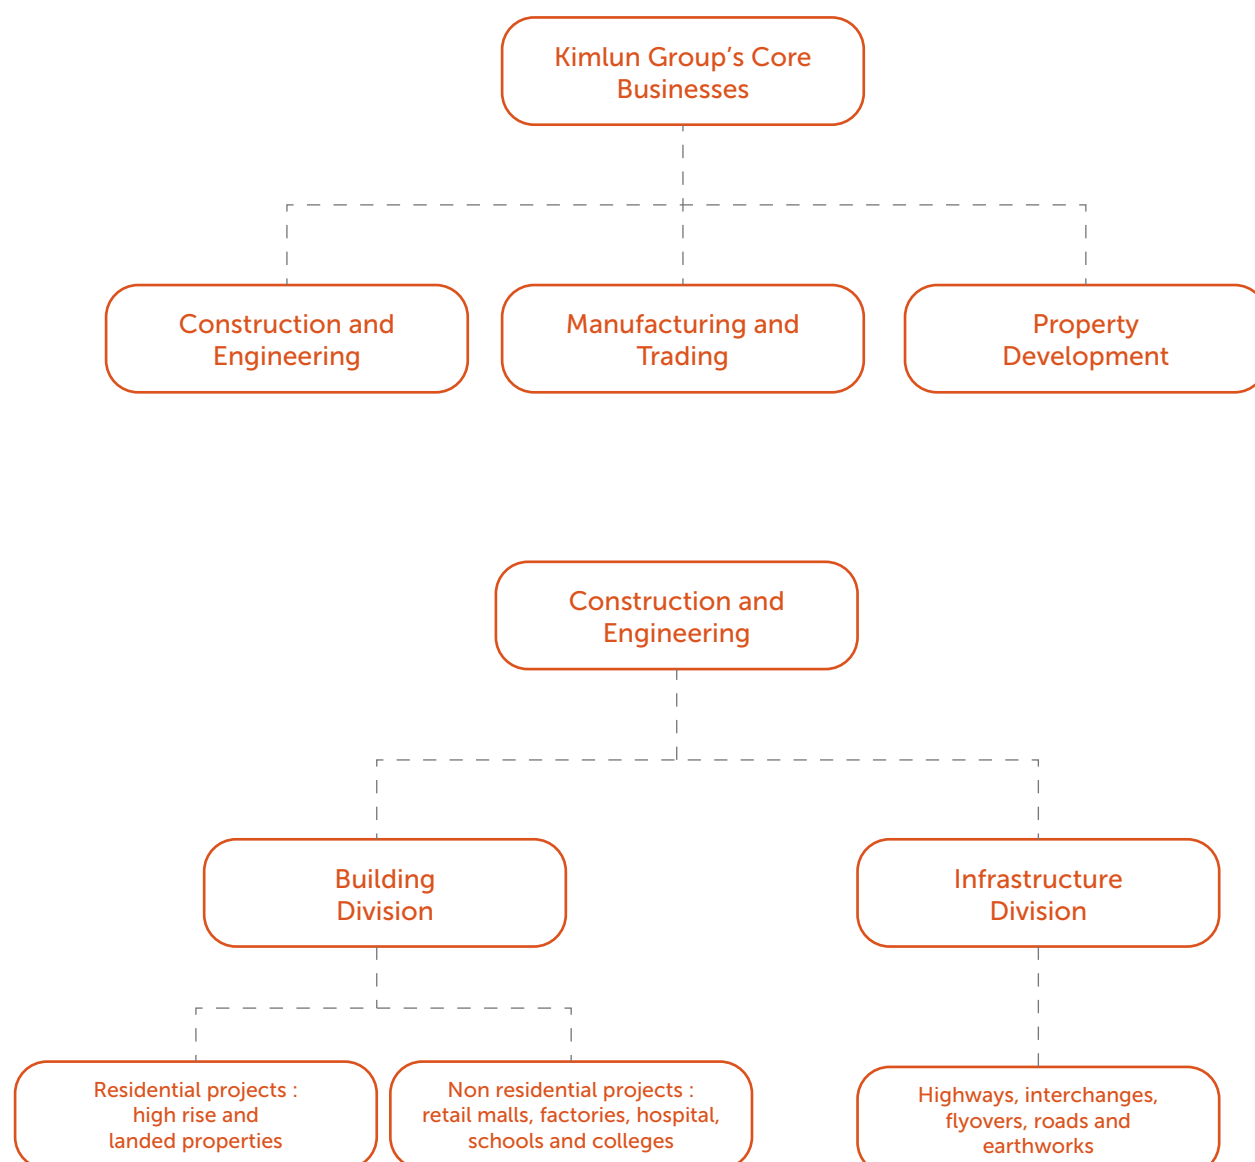 Kimlun Group’s Core
Businesses
Construction and
Engineering
Manufacturing and
Trading
Property
Development
Construction and
Engineering
Building
Division
Infrastructure
Division
Residential projects :
high rise and
landed properties
Non residential projects :
retail malls, factories, hospital,
schools and colleges
Highways, interchanges,
flyovers, roads and
earthworks